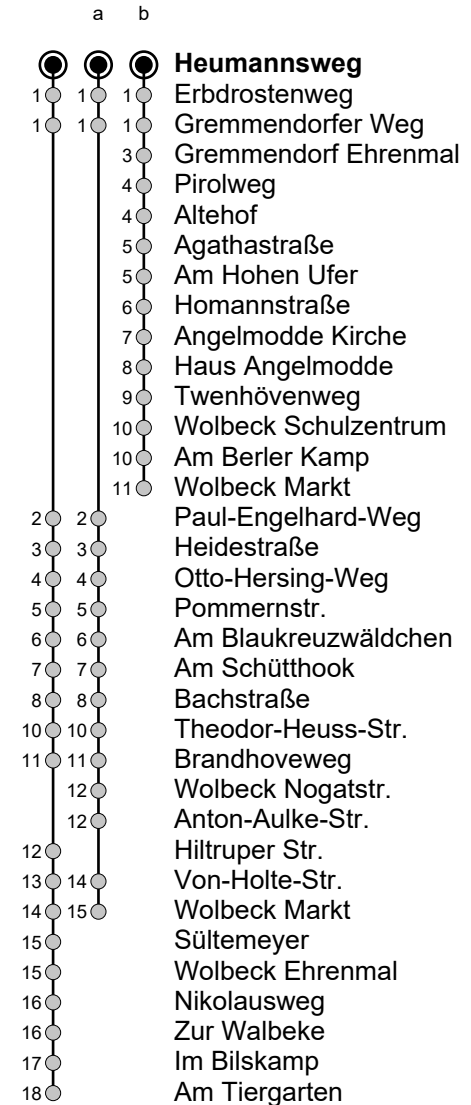 a b
Heumannsweg
1 1 1 Erbdrostenweg
1 1 1 Gremmendorfer Weg
3 Gremmendorf Ehrenmal
4 Pirolweg
4 Altehof
5 Agathastraße
5 Am Hohen Ufer
6 Homannstraße
7 Angelmodde Kirche
8 Haus Angelmodde
9 Twenhövenweg
10 Wolbeck Schulzentrum
10 Am Berler Kamp
11 Wolbeck Markt
2 2 Paul-Engelhard-Weg
3 3 Heidestraße
4 4 Otto-Hersing-Weg
5 5 Pommernstr.
6 6 Am Blaukreuzwäldchen
7 7 Am Schütthook
8 8 Bachstraße
10 10 Theodor-Heuss-Str.
11 11 Brandhoveweg
12 Wolbeck Nogatstr.
12 Anton-Aulke-Str.
12 Hiltruper Str.
13 14 Von-Holte-Str.
14 15 Wolbeck Markt
15 Sültemeyer
15 Wolbeck Ehrenmal
16 Nikolausweg
16 Zur Walbeke
17 Im Bilskamp
18 Am Tiergarten